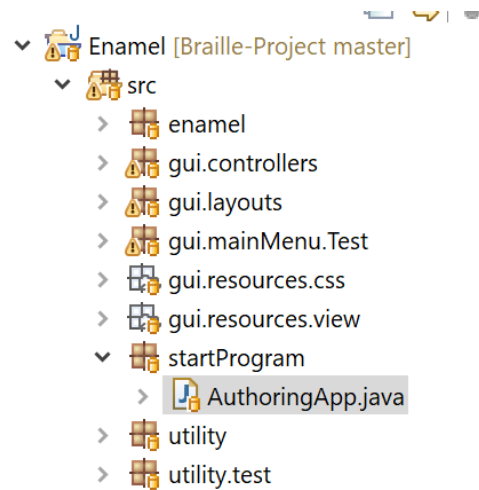 Enamel [Braille-Project master]
src
enamel
gui.controllers
gui.layouts
gui.mainMenu.Test
gui.resources.css
gui.resources.view
startProgram
AuthoringApp.java
utility
utility.test